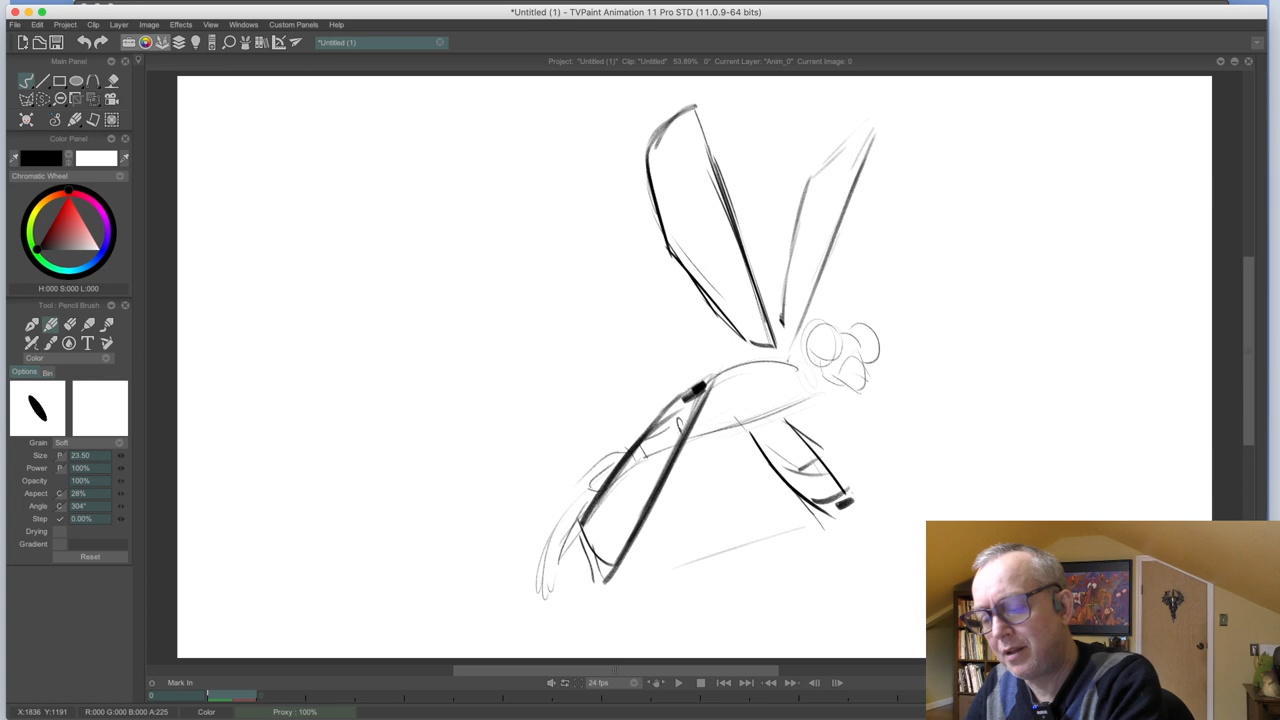 *Untitled (1) - TVPaint Animation 11 Pro STD (11.0.9-64 bits)
File Edit Project Clip Layer Image Effects View Windows Custom Panels Help
*Untitled (1)
Main Panel
Project: "Untitled (1)" Clip: "Untitled" 53.89% 0° Current Layer: "Anim_0" Current Image: 0
Color Panel
Chromatic Wheel
H:000 S:000 L:000
Tool : Pencil Brush
T
Color
Options Bin
Grain Soft
Size P 23.50
Power P 100%
Opacity 100%
Aspect C 28%
Angle C 304°
Step 0.00%
Drying
Gradient
Reset
0 Mark In 24 fps
0
X:1836 Y:1191 R:000 G:000 B:000 A:225 Color Proxy : 100%